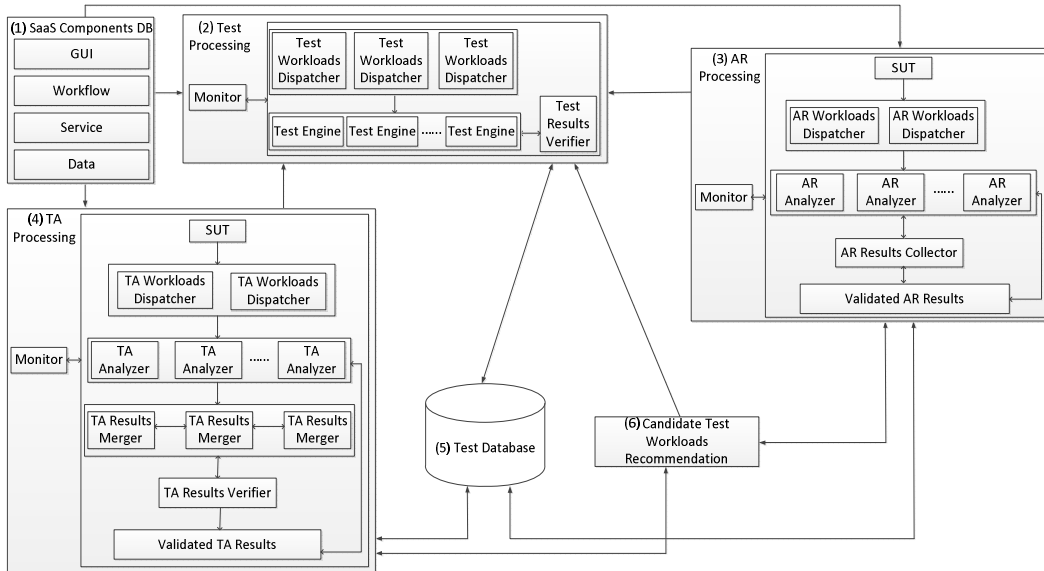 (1) SaaS Components DB
GUI
Workflow
Service
Data
(2) Test
Processing
Test
Workloads
Dispatcher
Test
Workloads
Dispatcher
Test
Workloads
Dispatcher
Monitor
Test Engine
Test Engine
......
Test Engine
Test
Results
Verifier
(3) AR
Processing
SUT
AR Workloads
Dispatcher
AR Workloads
Dispatcher
Monitor
AR
Analyzer
AR
Analyzer
......
AR
Analyzer
AR Results Collector
Validated AR Results
(4) TA
Processing
SUT
TA Workloads
Dispatcher
TA Workloads
Dispatcher
Monitor
TA
Analyzer
TA
Analyzer
......
TA
Analyzer
TA Results
Merger
TA Results
Merger
TA Results
Merger
TA Results Verifier
Validated TA Results
(5) Test Database
(6) Candidate Test
Workloads
Recommendation